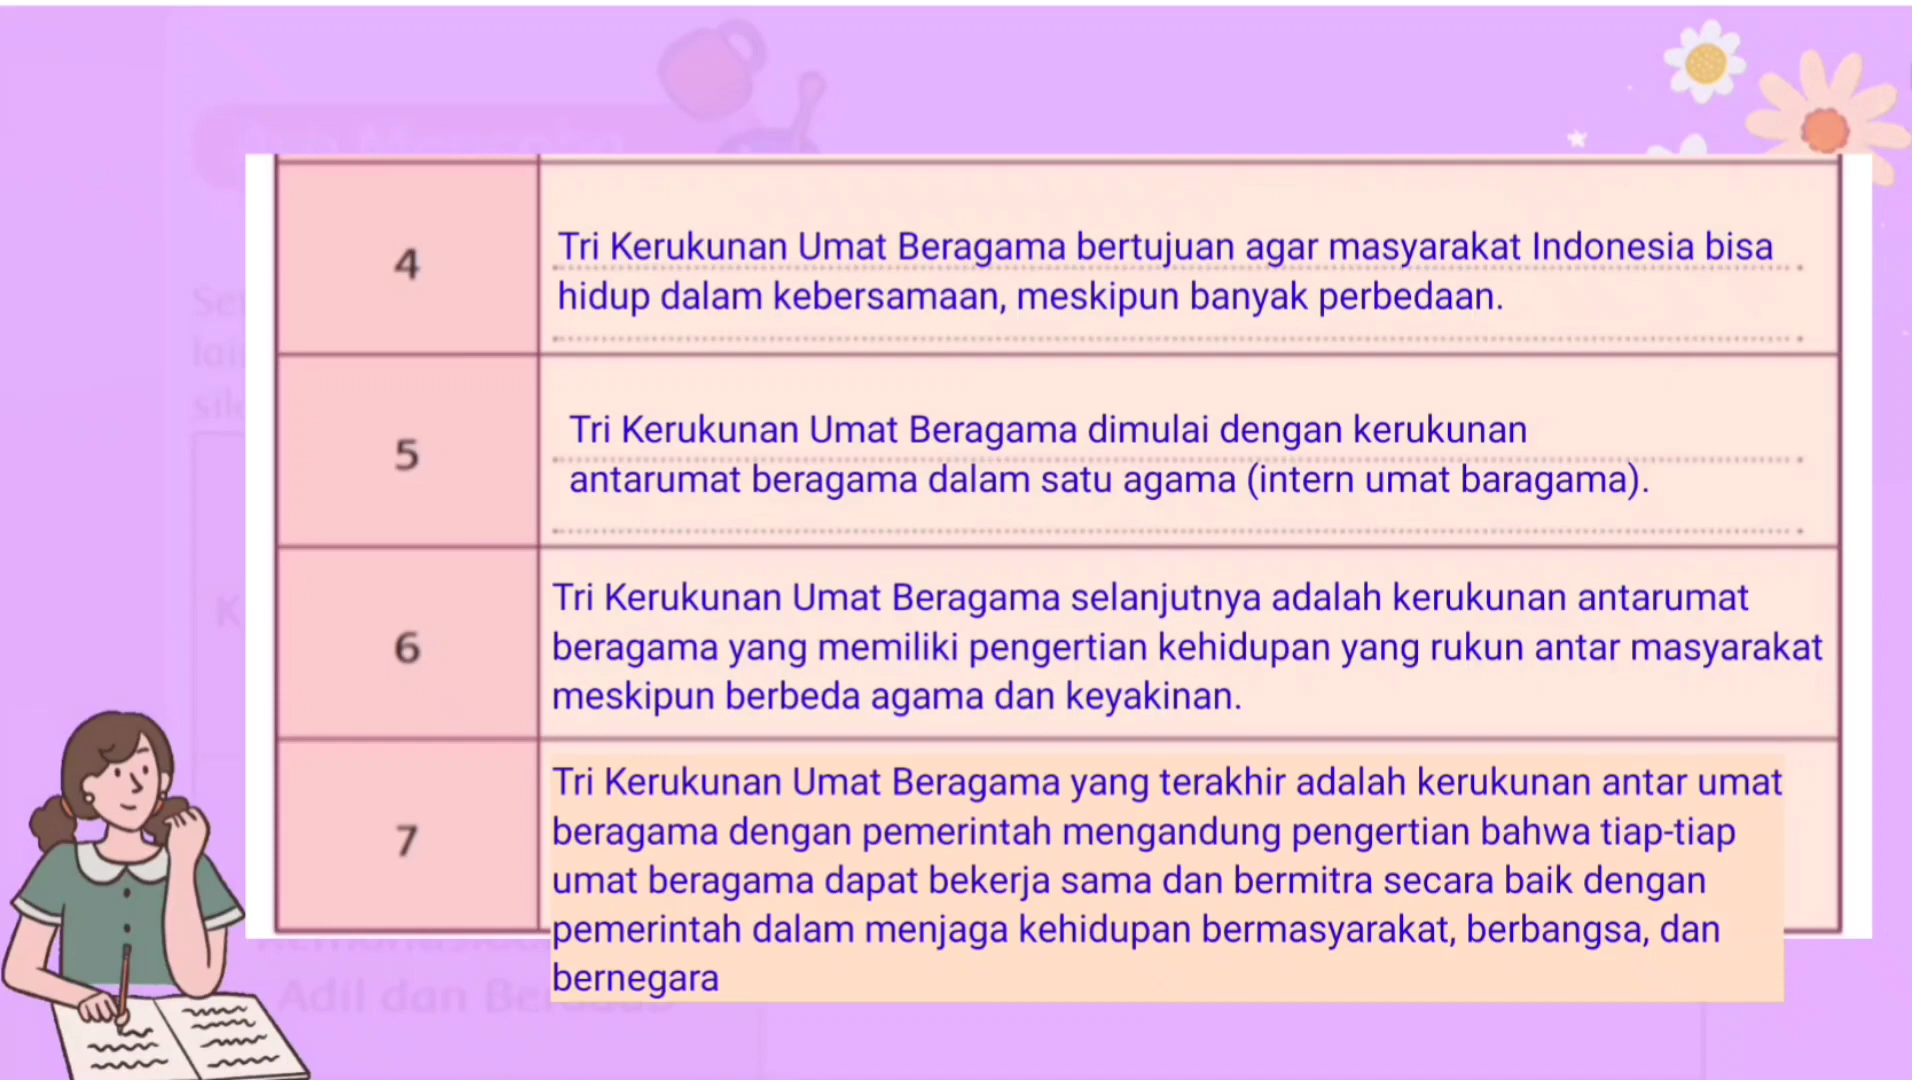 4
Tri Kerukunan Umat Beragama bertujuan agar masyarakat Indonesia bisa
hidup dalam kebersamaan, meskipun banyak perbedaan.
5
Tri Kerukunan Umat Beragama dimulai dengan kerukunan
antarumat beragama dalam satu agama (intern umat baragama).
6
Tri Kerukunan Umat Beragama selanjutnya adalah kerukunan antarumat
beragama yang memiliki pengertian kehidupan yang rukun antar masyarakat
meskipun berbeda agama dan keyakinan.
7
Tri Kerukunan Umat Beragama yang terakhir adalah kerukunan antar umat
beragama dengan pemerintah mengandung pengertian bahwa tiap-tiap
umat beragama dapat bekerja sama dan bermitra secara baik dengan
pemerintah dalam menjaga kehidupan bermasyarakat, berbangsa, dan
bernegara
Adil dan Beradab